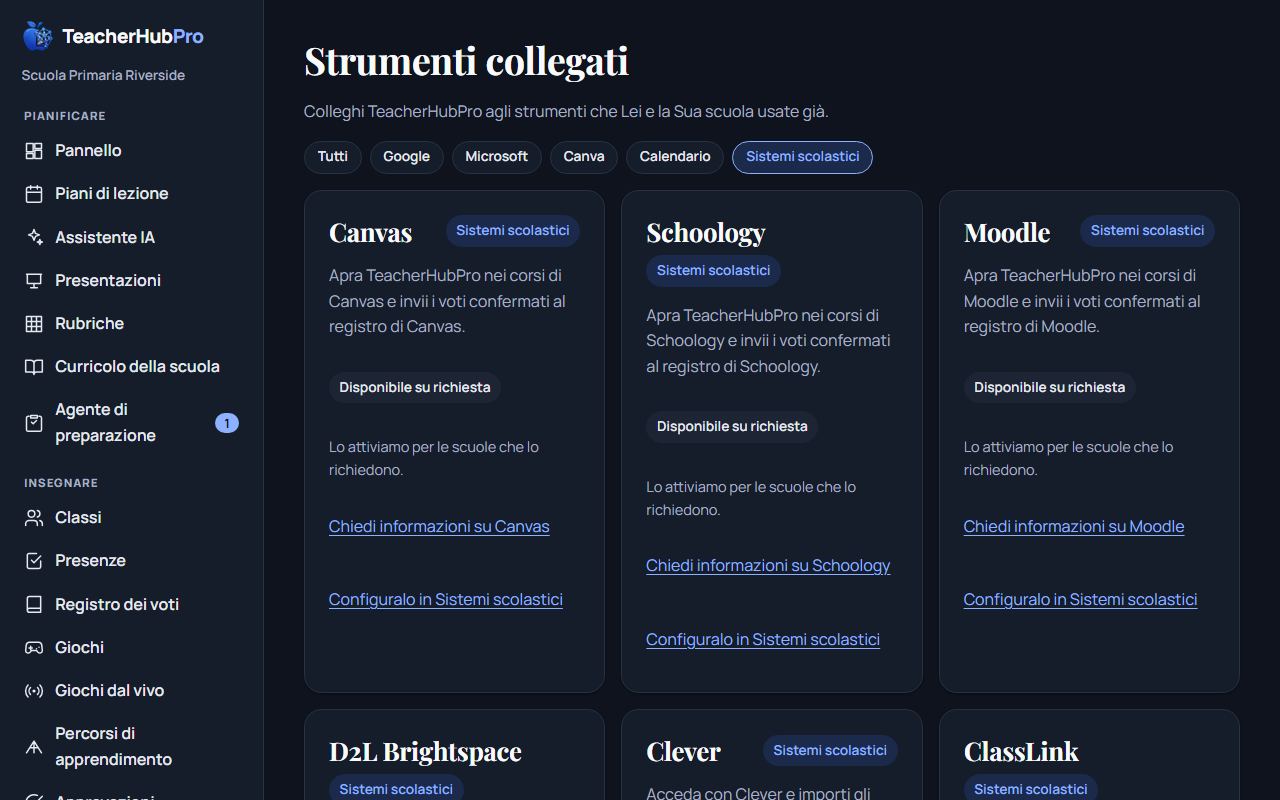 TeacherHubPro
Scuola Primaria Riverside
PIANIFICARE
Pannello
Piani di lezione
Assistente IA
Presentazioni
Rubriche
Curricolo della scuola
Agente di
preparazione
1
INSEGNARE
Classi
Presenze
Registro dei voti
Giochi
Giochi dal vivo
Percorsi di
apprendimento
Strumenti collegati
Colleghi TeacherHubPro agli strumenti che Lei e la Sua scuola usate già.
Tutti
Google
Microsoft
Canva
Calendario
Sistemi scolastici
Canvas
Sistemi scolastici
Apra TeacherHubPro nei corsi di
Canvas e invii i voti confermati al
registro di Canvas.
Disponibile su richiesta
Lo attiviamo per le scuole che lo
richiedono.
Chiedi informazioni su Canvas
Configuralo in Sistemi scolastici
Schoology
Sistemi scolastici
Apra TeacherHubPro nei corsi di
Schoology e invii i voti confermati
al registro di Schoology.
Disponibile su richiesta
Lo attiviamo per le scuole che lo
richiedono.
Chiedi informazioni su Schoology
Configuralo in Sistemi scolastici
Moodle
Sistemi scolastici
Apra TeacherHubPro nei corsi di
Moodle e invii i voti confermati al
registro di Moodle.
Disponibile su richiesta
Lo attiviamo per le scuole che lo
richiedono.
Chiedi informazioni su Moodle
Configuralo in Sistemi scolastici
D2L Brightspace
Sistemi scolastici
Clever
Sistemi scolastici
Acceda con Clever e importi gli
ClassLink
Sistemi scolastici